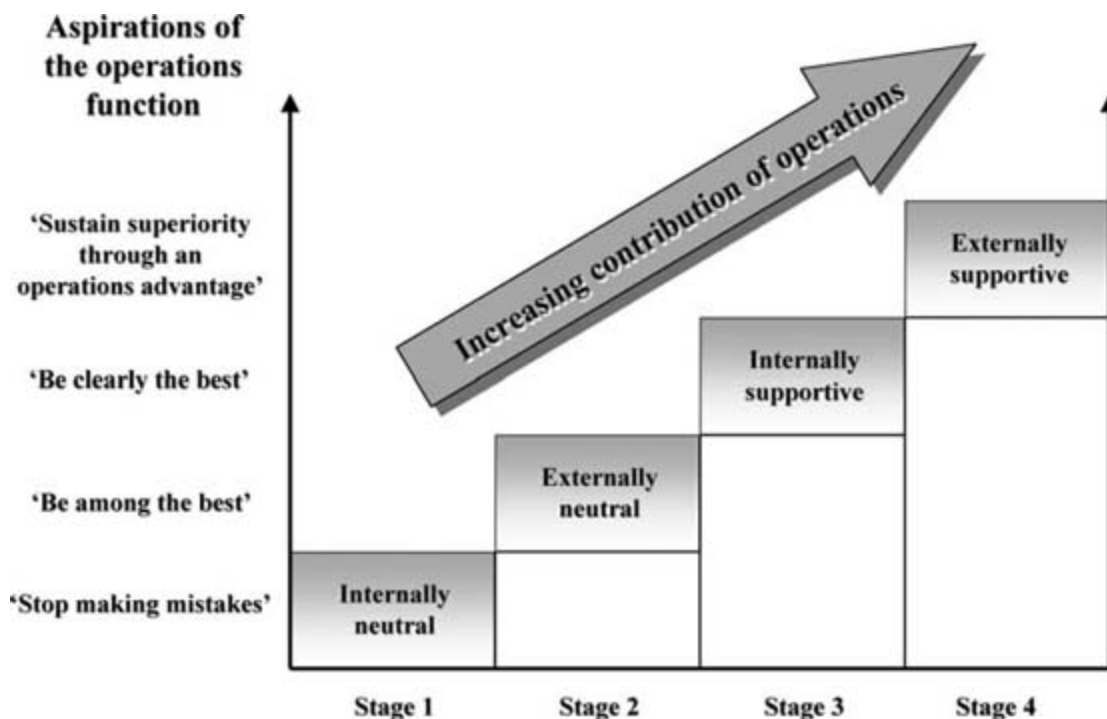 Aspirations of
the operations
function
Increasing contribution of operations
‘Sustain superiority
through an
operations advantage’
Externally
supportive
‘Be clearly the best’
Internally
supportive
‘Be among the best’
Externally
neutral
‘Stop making mistakes’
Internally
neutral
Stage 1
Stage 2
Stage 3
Stage 4